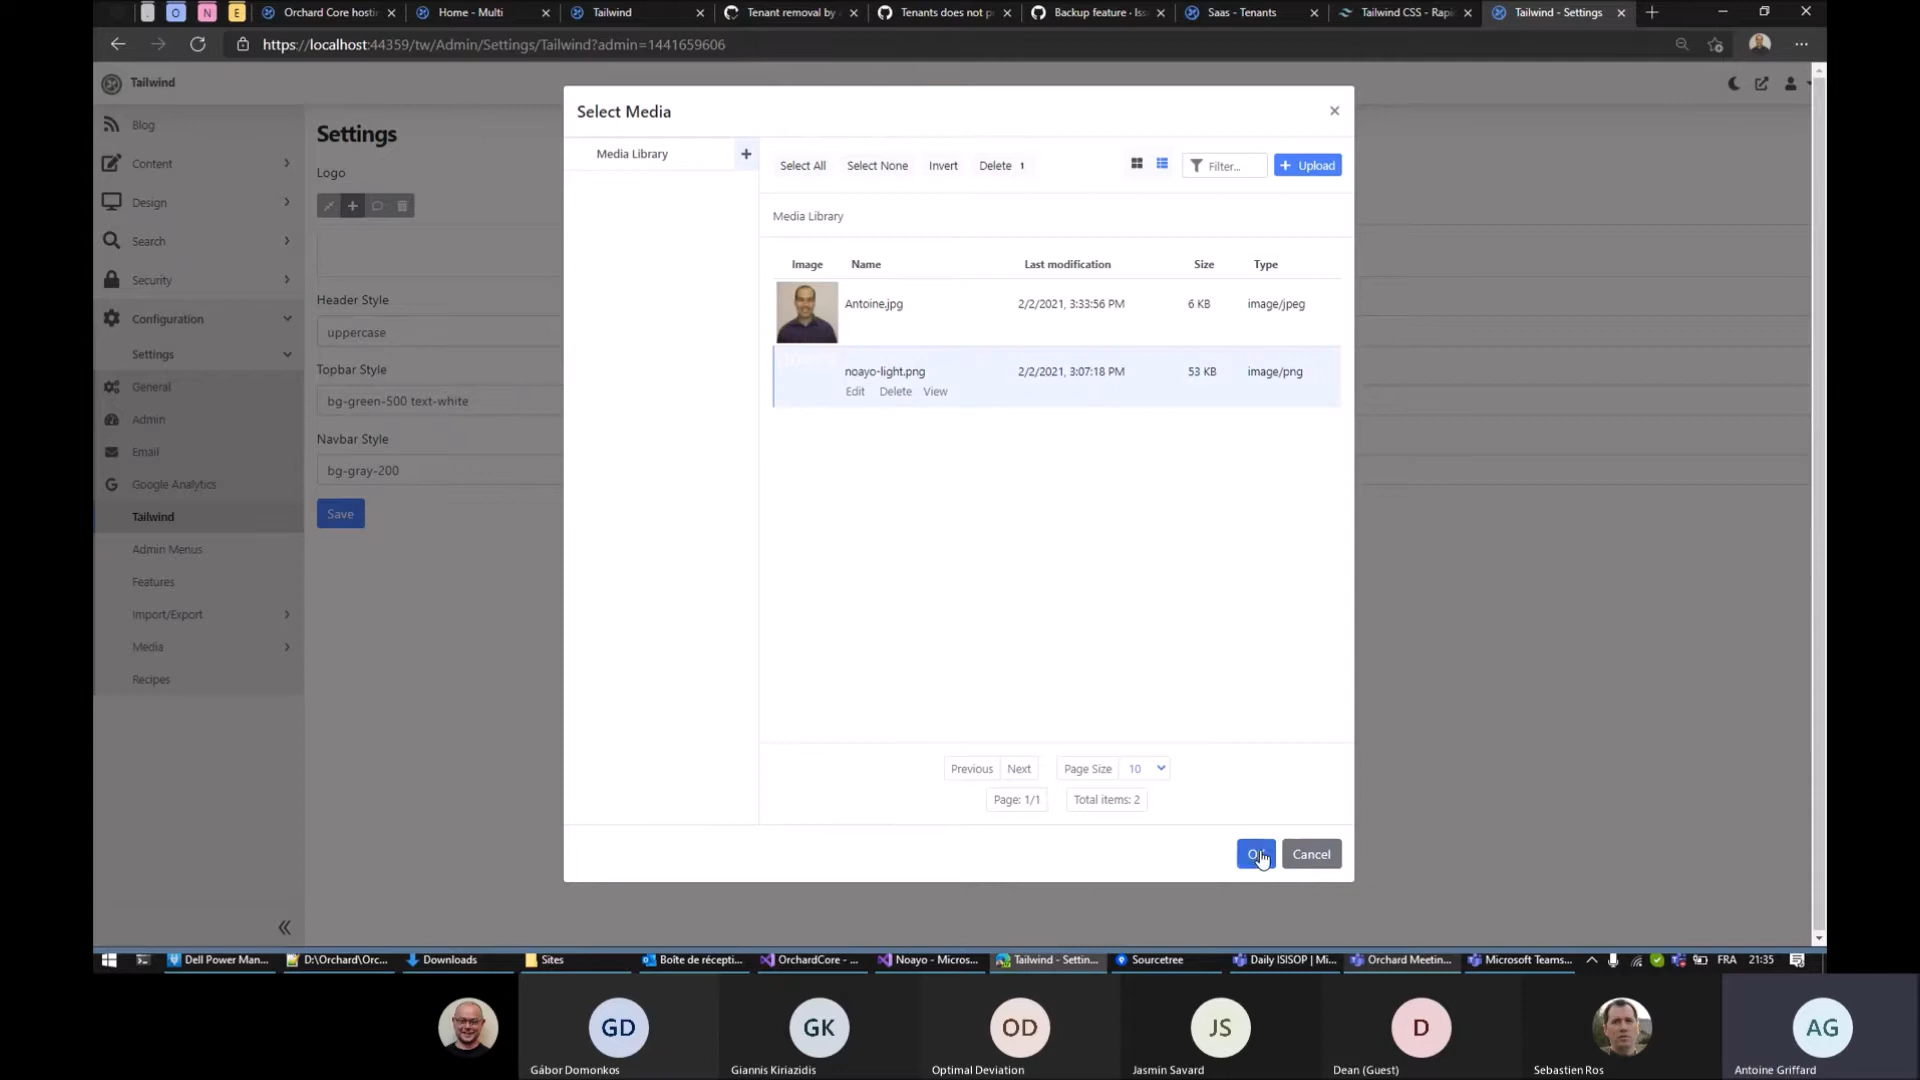 O N E Orchard Core hosti Home - Multi Tailwind Tenant removal by Tenants does not p Backup feature · Iss Saas - Tenants Tailwind CSS - Rapi Tailwind - Settings
https://localhost:44359/tw/Admin/Settings/Tailwind?admin=1441659606
Tailwind
Blog
Content
Design
Search
Security
Configuration
Settings
General
Admin
Email
Google Analytics
Tailwind
Admin Menus
Features
Import/Export
Media
Recipes
Settings
Logo
Header Style
uppercase
Topbar Style
bg-green-500 text-white
Navbar Style
bg-gray-200
Save
Select Media
Media Library
Select All Select None Invert Delete 1 Filter... Upload
Media Library
Image Name Last modification Size Type
Antoine.jpg 2/2/2021, 3:33:56 PM 6 KB image/jpeg
noayo-light.png 2/2/2021, 3:07:18 PM 53 KB image/png
Edit Delete View
Previous Next Page Size 10
Page: 1/1 Total items: 2
Cancel
Dell Power Man... D:\Orchard\Orc... Downloads Sites Boîte de récepti... OrchardCore - ... Noayo - Micros... Tailwind - Settin... Sourcetree Daily ISISOP | Mi... Orchard Meetin... Microsoft Teams... FRA 21:35
GD GK OD JS D AG
Gábor Domonkos Giannis Kiriazidis Optimal Deviation Jasmin Savard Dean (Guest) Sebastien Ros Antoine Griffard